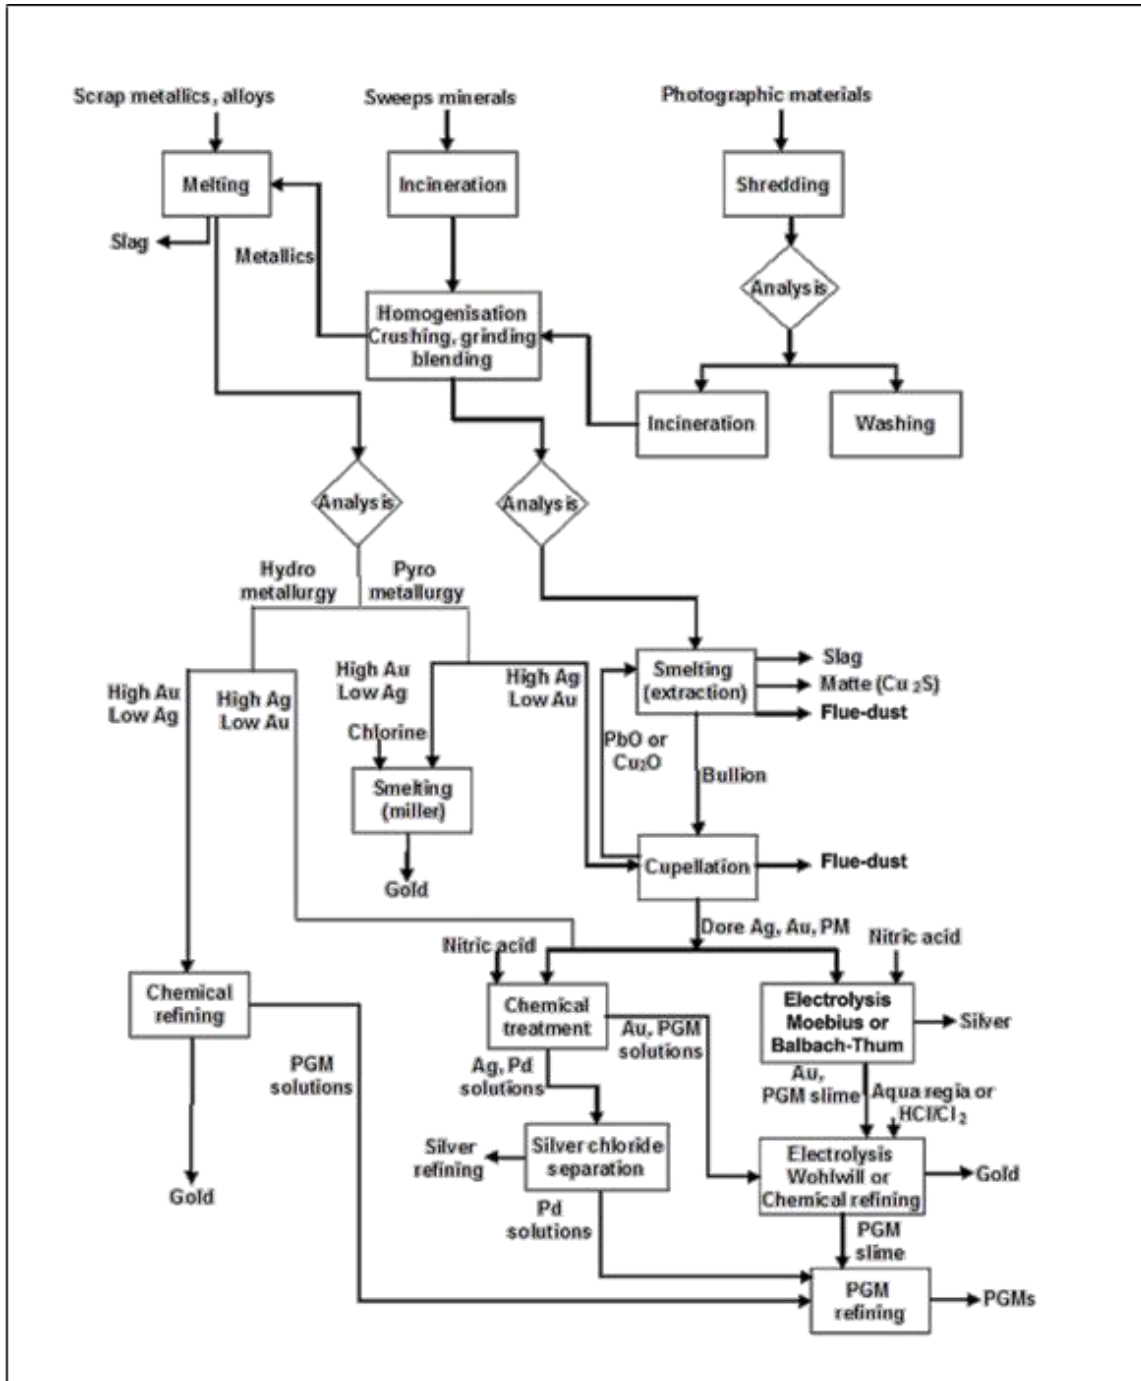 Scrap metallics, alloys
Sweeps minerals
Photographic materials
Melting
Incineration
Shredding
Slag
Metallics
Analysis
Homogenisation
Crushing, grinding
blending
Incineration
Washing
Analysis
Analysis
Hydro
metallurgy
Pyro
metallurgy
High Au
Low Ag
High Ag
Low Au
High Au
Low Ag
High Ag
Low Au
Smelting
(extraction)
Slag
Matte (Cu 2S)
Flue-dust
Chlorine
PbO or
Cu2O
Bullion
Smelting
(miller)
Cupellation
Flue-dust
Gold
Dore Ag, Au, PM
Nitric acid
Nitric acid
Chemical
refining
Chemical
treatment
Electrolysis
Moebius or
Balbach-Thum
Silver
Au, PGM
solutions
PGM
solutions
Ag, Pd
solutions
Au,
PGM slime
Aqua regia or
HCl/Cl2
Silver
refining
Silver chloride
separation
Electrolysis
Wohlwill or
Chemical refining
Gold
Gold
Pd
solutions
PGM
slime
PGM
refining
PGMs